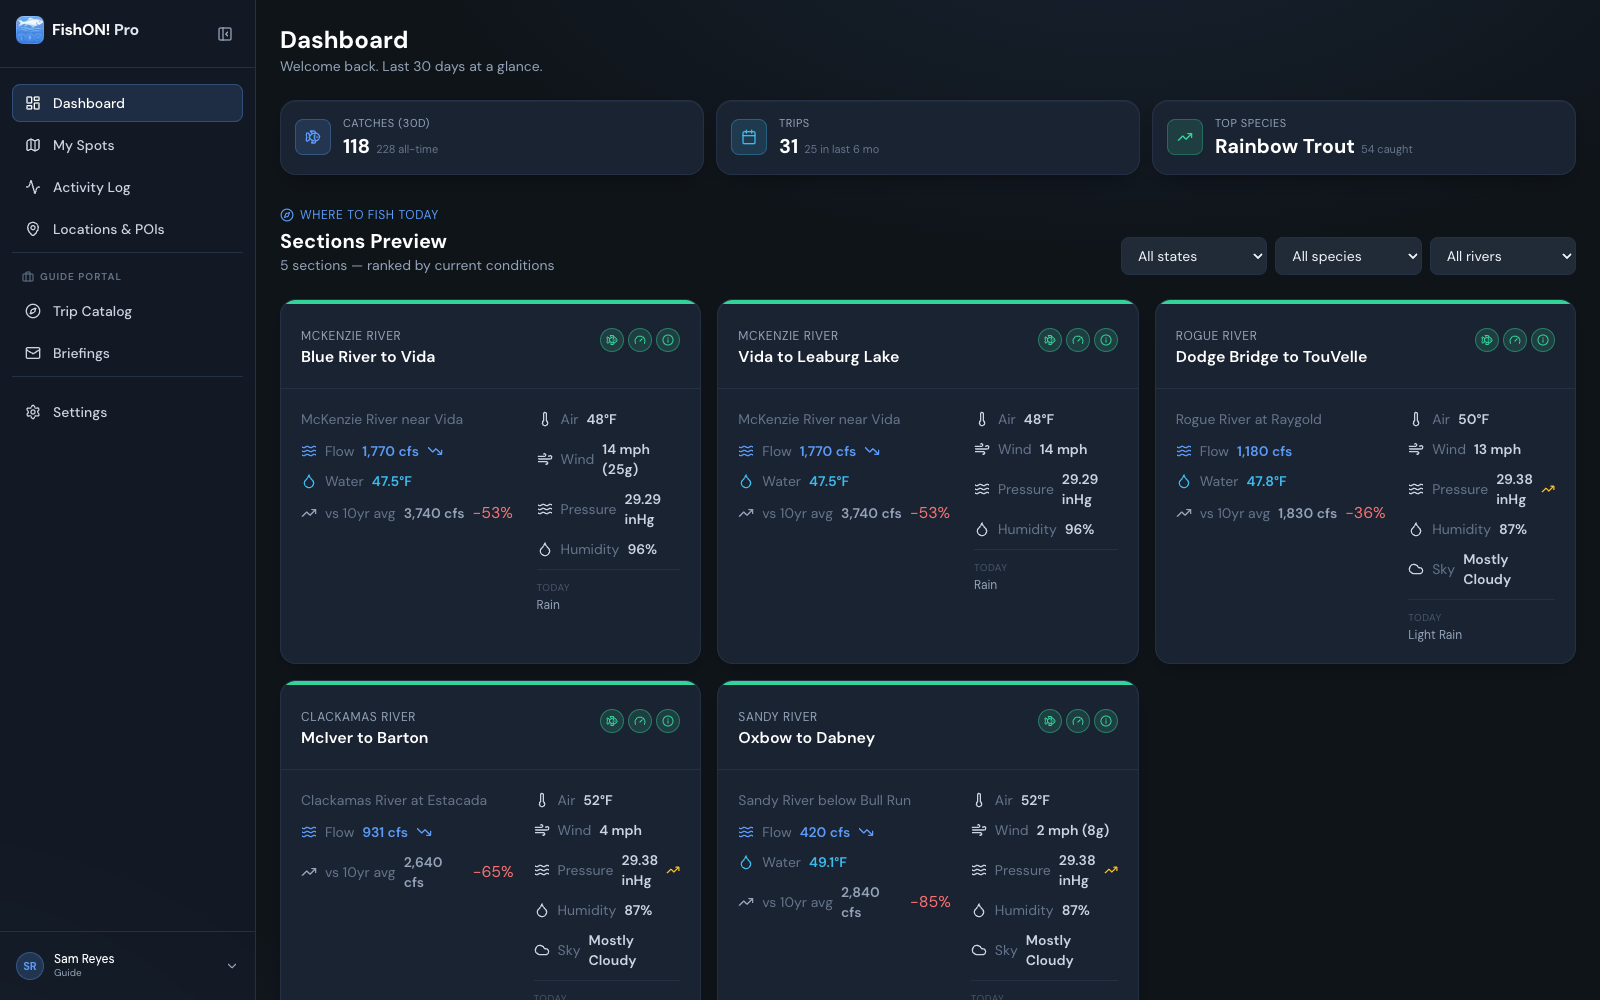 FishON! Pro
Dashboard
My Spots
Activity Log
Locations & POIs
GUIDE PORTAL
Trip Catalog
Briefings
Settings
SR
Sam Reyes
Guide
Dashboard
Welcome back. Last 30 days at a glance.
CATCHES (30D)
118 228 all-time
TRIPS
31 25 in last 6 mo
TOP SPECIES
Rainbow Trout 54 caught
WHERE TO FISH TODAY
Sections Preview
5 sections — ranked by current conditions
All states
All species
All rivers
MCKENZIE RIVER
Blue River to Vida
McKenzie River near Vida
Flow 1,770 cfs
Water 47.5°F
vs 10yr avg 3,740 cfs -53%
Air 48°F
Wind 14 mph
(25g)
Pressure 29.29
inHg
Humidity 96%
TODAY
Rain
MCKENZIE RIVER
Vida to Leaburg Lake
McKenzie River near Vida
Flow 1,770 cfs
Water 47.5°F
vs 10yr avg 3,740 cfs -53%
Air 48°F
Wind 14 mph
Pressure 29.29
inHg
Humidity 96%
TODAY
Rain
ROGUE RIVER
Dodge Bridge to TouVelle
Rogue River at Raygold
Flow 1,180 cfs
Water 47.8°F
vs 10yr avg 1,830 cfs -36%
Air 50°F
Wind 13 mph
Pressure 29.38
inHg
Humidity 87%
Sky Mostly
Cloudy
TODAY
Light Rain
CLACKAMAS RIVER
McIver to Barton
Clackamas River at Estacada
Flow 931 cfs
vs 10yr avg 2,640
cfs -65%
Air 52°F
Wind 4 mph
Pressure 29.38
inHg
Humidity 87%
Sky Mostly
Cloudy
TODAY
SANDY RIVER
Oxbow to Dabney
Sandy River below Bull Run
Flow 420 cfs
Water 49.1°F
vs 10yr avg 2,840
cfs -85%
Air 52°F
Wind 2 mph (8g)
Pressure 29.38
inHg
Humidity 87%
Sky Mostly
Cloudy
TODAY